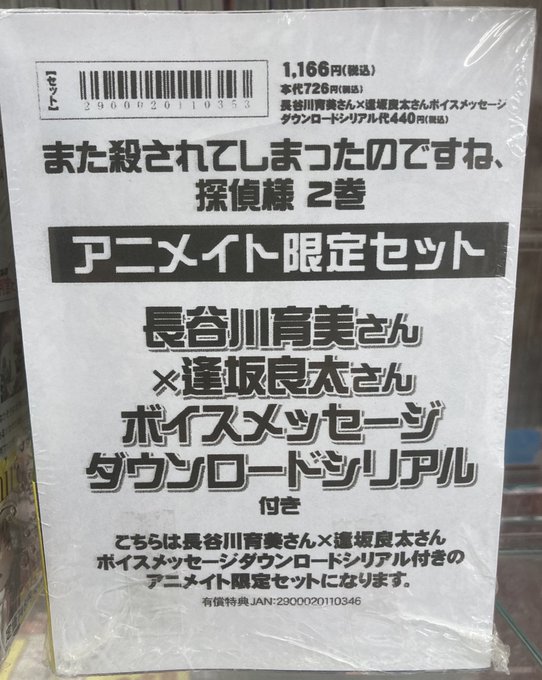 【セット】
2900020110353
1,166円(税込)
本代726円(税込)
長谷川育美さん×逢坂良太さんボイスメッセージ
ダウンロードシリアル代440円(税込)
また殺されてしまったのですね、
探偵様 2巻
アニメイト限定セット
長谷川育美さん
×逢坂良太さん
ボイスメッセージ
ダウンロードシリアル
付き
こちらは長谷川育美さん×逢坂良太さん
ボイスメッセージダウンロードシリアル付きの
アニメイト限定セットになります。
有償特典JAN:2900020110346